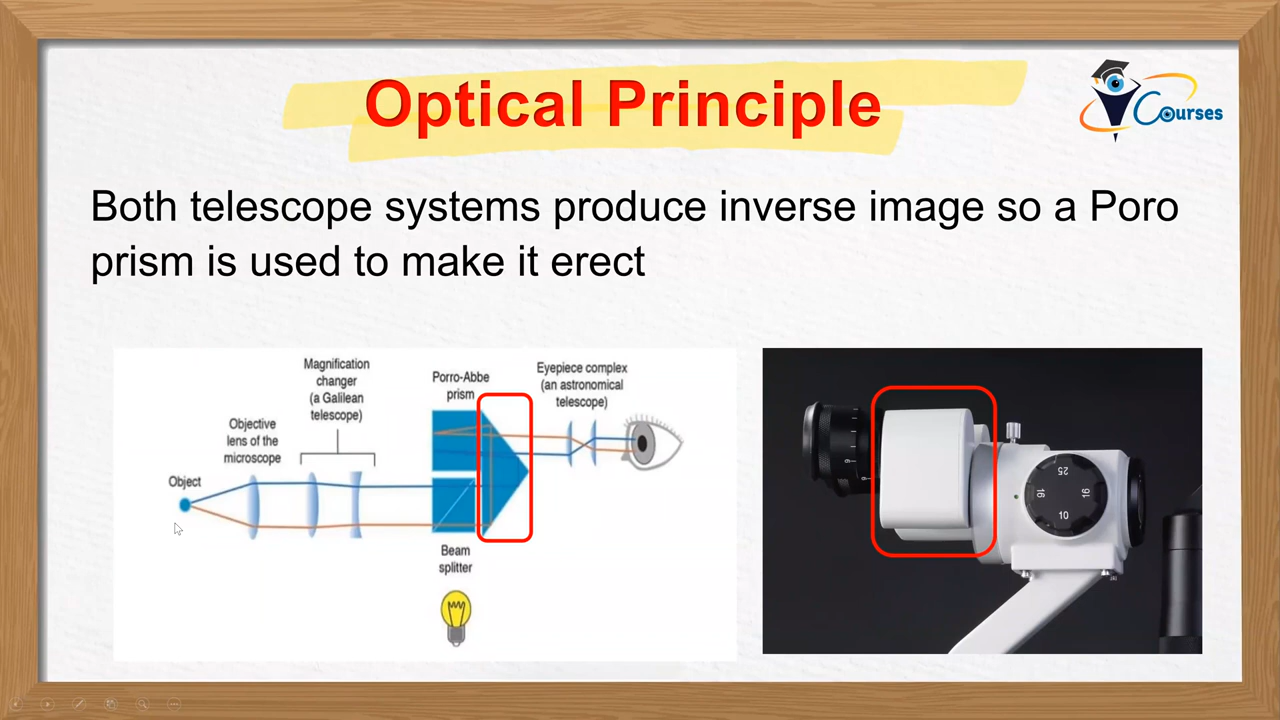 Optical Principle
Courses
Both telescope systems produce inverse image so a Poro
prism is used to make it erect
Magnification
changer
(a Galilean
telescope)
Objective
lens of the
microscope
Object
Porro-Abbe
prism
Eyepiece complex
(an astronomical
telescope)
Beam
splitter
25
16
16
10